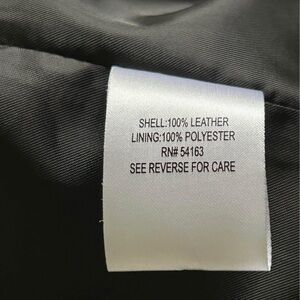 SHELL:100% LEATHER
LINING:100% POLYESTER
RN# 54163
SEE REVERSE FOR CARE